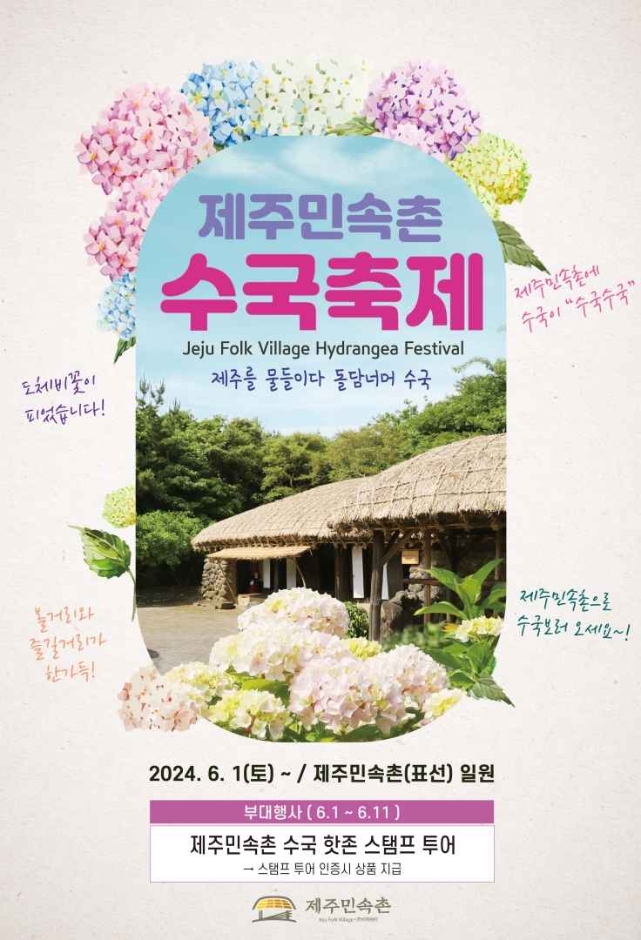 제주민속촌
수국축제
Jeju Folk Village Hydrangea Festival
제주를 물들이다 돌담너머 수국
제주민속촌에
수국이 "수국수국"
도체비꽃이
피었습니다!
볼거리와
즐길거리가
한가득!
제주민속촌으로
수국보러 오세요~!
2024. 6. 1(토) ~ / 제주민속촌(표선) 일원
부대행사 ( 6.1 ~ 6.11 )
제주민속촌 수국 핫존 스탬프 투어
→ 스탬프 투어 인증시 상품 지급
제주민속촌
Jeju Folk Village